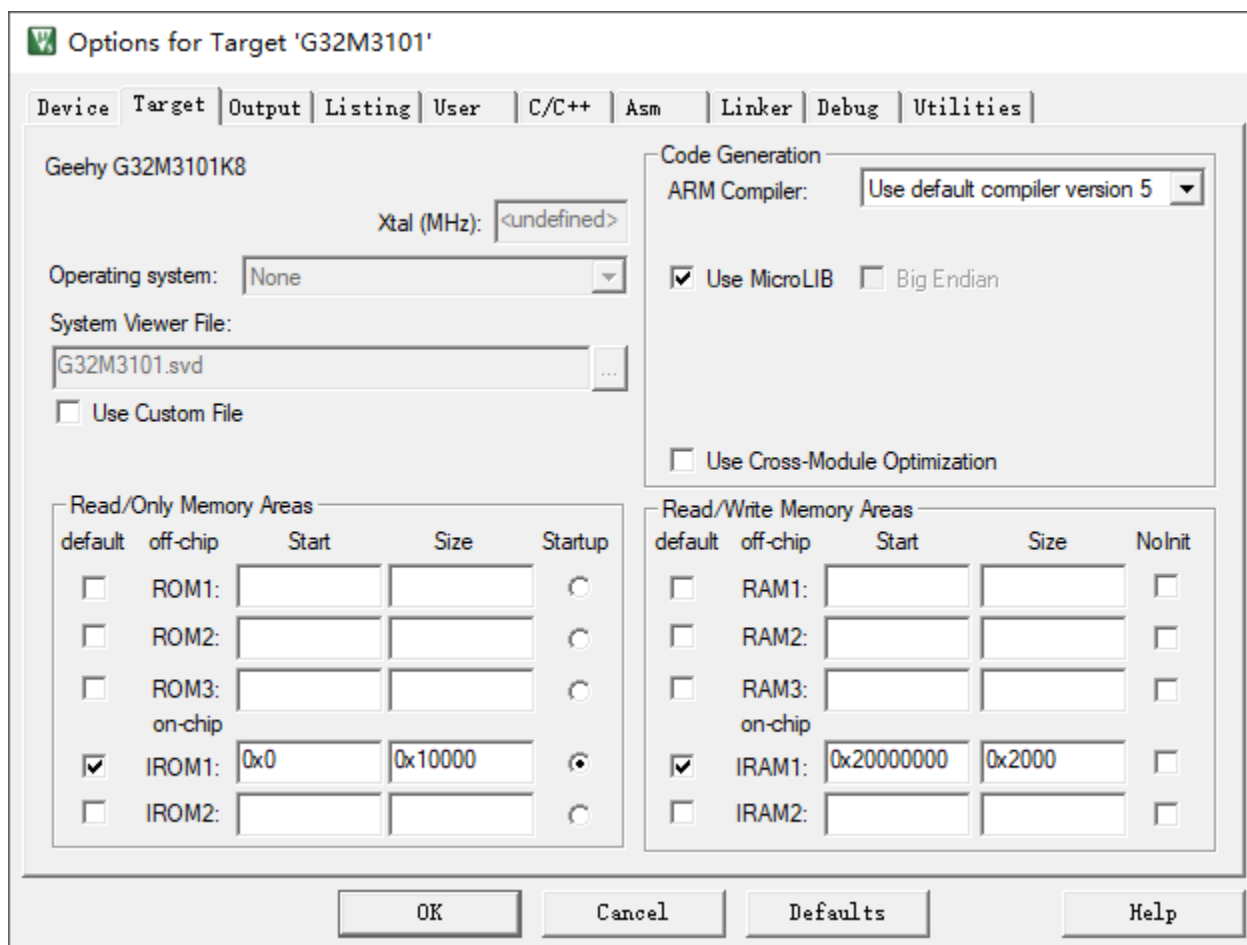 Options for Target 'G32M3101'
Device Target Output Listing User C/C++ Asm Linker Debug Utilities
Geehy G32M3101K8
Xtal (MHz): <undefined>
Operating system: None
System Viewer File:
G32M3101.svd
...
Use Custom File
Code Generation
ARM Compiler: Use default compiler version 5
Use MicroLIB Big Endian
Use Cross-Module Optimization
Read/Only Memory Areas
default off-chip Start Size Startup
ROM1:
ROM2:
ROM3:
on-chip
IROM1: 0x0 0x10000
IROM2:
Read/Write Memory Areas
default off-chip Start Size NoInit
RAM1:
RAM2:
RAM3:
on-chip
IRAM1: 0x20000000 0x2000
IRAM2:
OK Cancel Defaults Help